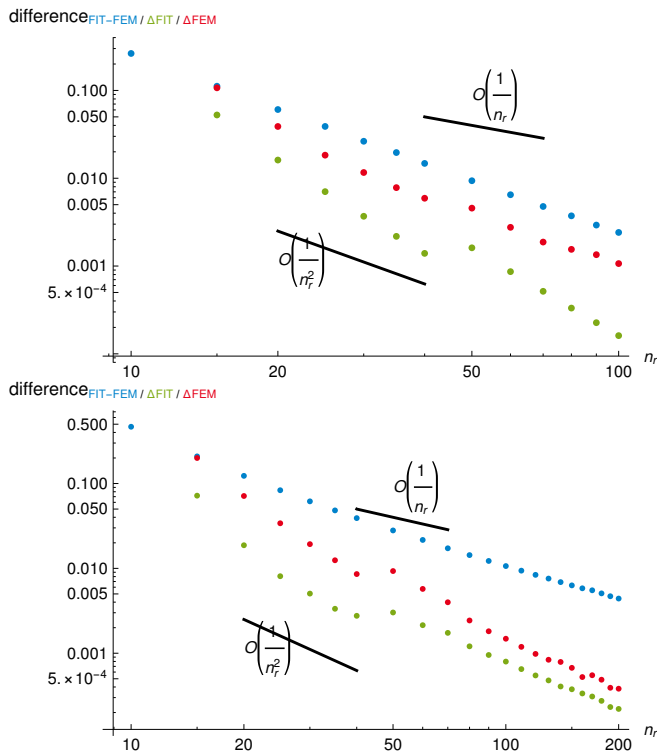 difference FIT-FEM / ΔFIT / ΔFEM
0.100
0.050
0.010
0.005
0.001
5.×10⁻⁴
O(1/n_r)
O(1/n_r²)
10 20 50 100 n_r
difference FIT-FEM / ΔFIT / ΔFEM
0.500
0.100
0.050
0.010
0.005
0.001
5.×10⁻⁴
O(1/n_r)
O(1/n_r²)
10 20 50 100 200 n_r